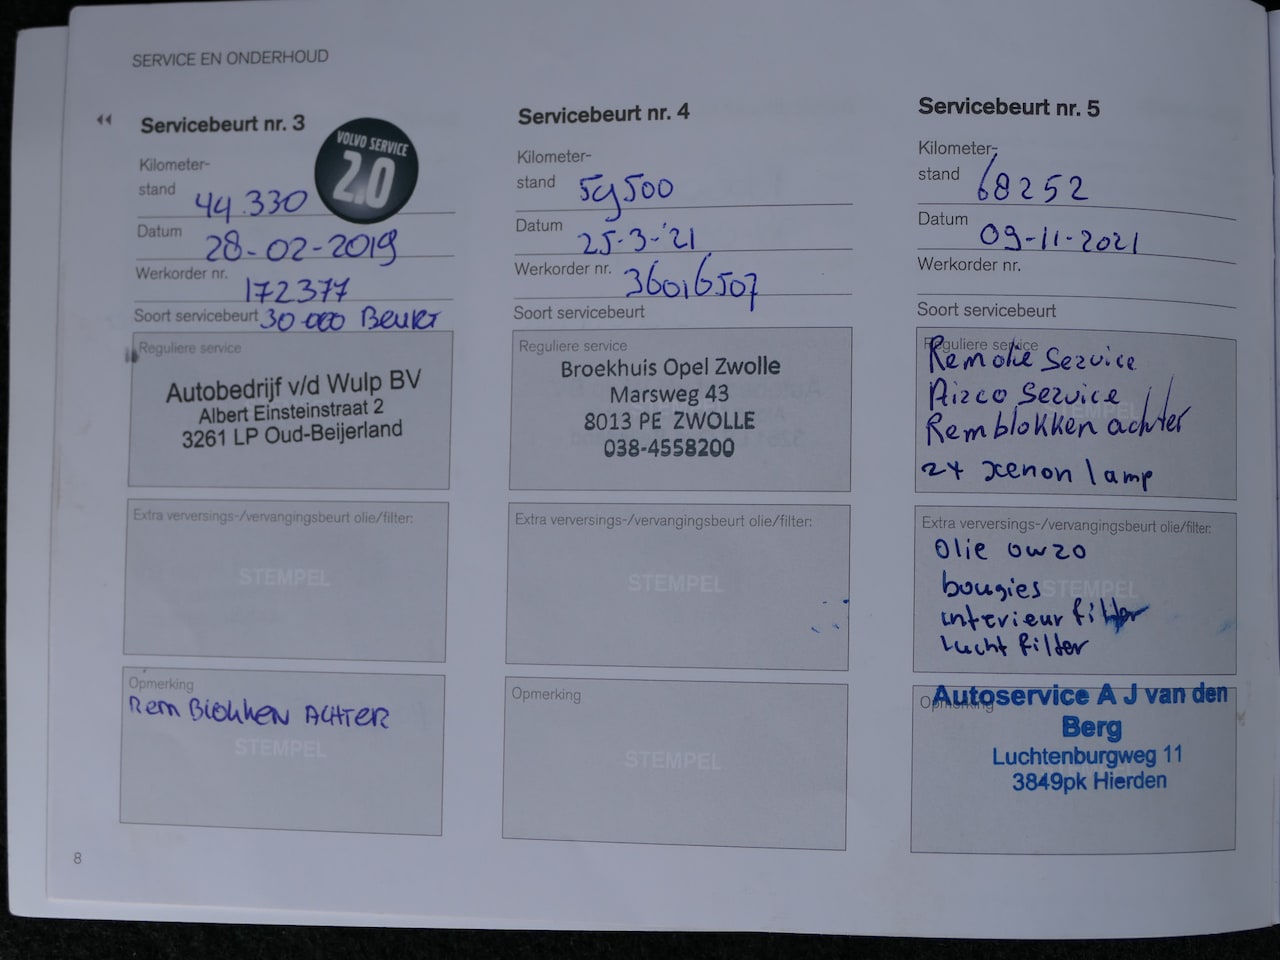 SERVICE EN ONDERHOUD
Servicebeurt nr. 3
VOLVO SERVICE
2.0
Kilometer-
stand 44.330
Datum 28-02-2019
Werkorder nr. 172377
Soort servicebeurt 30 000 Beurt
Reguliere service
Autobedrijf v/d Wulp BV
Albert Einsteinstraat 2
3261 LP Oud-Beijerland
Extra verversings-/vervangingsbeurt olie/filter:
STEMPEL
Opmerking
Rem Blokken ACHTER
STEMPEL
Servicebeurt nr. 4
Kilometer-
stand 59500
Datum 25-3-'21
Werkorder nr. 36016507
Soort servicebeurt
Reguliere service
Broekhuis Opel Zwolle
Marsweg 43
8013 PE ZWOLLE
038-4558200
Extra verversings-/vervangingsbeurt olie/filter:
STEMPEL
Opmerking
STEMPEL
Servicebeurt nr. 5
Kilometer-
stand 68252
Datum 09-11-2021
Werkorder nr.
Soort servicebeurt
Reguliere service
Remolie Service
Airco Service
STEMPEL
Remblokken achter
2x xenon lamp
Extra verversings-/vervangingsbeurt olie/filter:
Olie 0w20
bougies
STEMPEL
interieur filter
lucht filter
Opmerking
Autoservice A J van den
Berg
Luchtenburgweg 11
3849pk Hierden
8